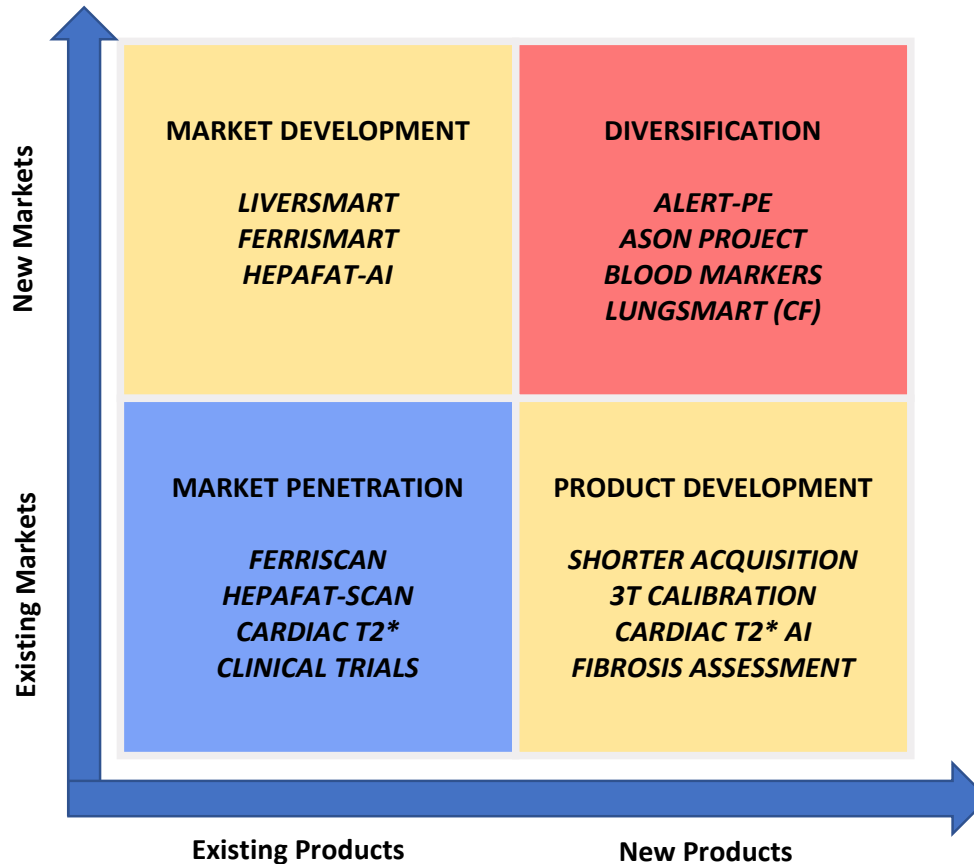 New Markets
MARKET DEVELOPMENT
LIVERSMART
FERRISMART
HEPAFAT-AI
DIVERSIFICATION
ALERT-PE
ASON PROJECT
BLOOD MARKERS
LUNGSMART (CF)
Existing Markets
MARKET PENETRATION
FERRISCAN
HEPAFAT-SCAN
CARDIAC T2*
CLINICAL TRIALS
PRODUCT DEVELOPMENT
SHORTER ACQUISITION
3T CALIBRATION
CARDIAC T2* AI
FIBROSIS ASSESSMENT
Existing Products
New Products